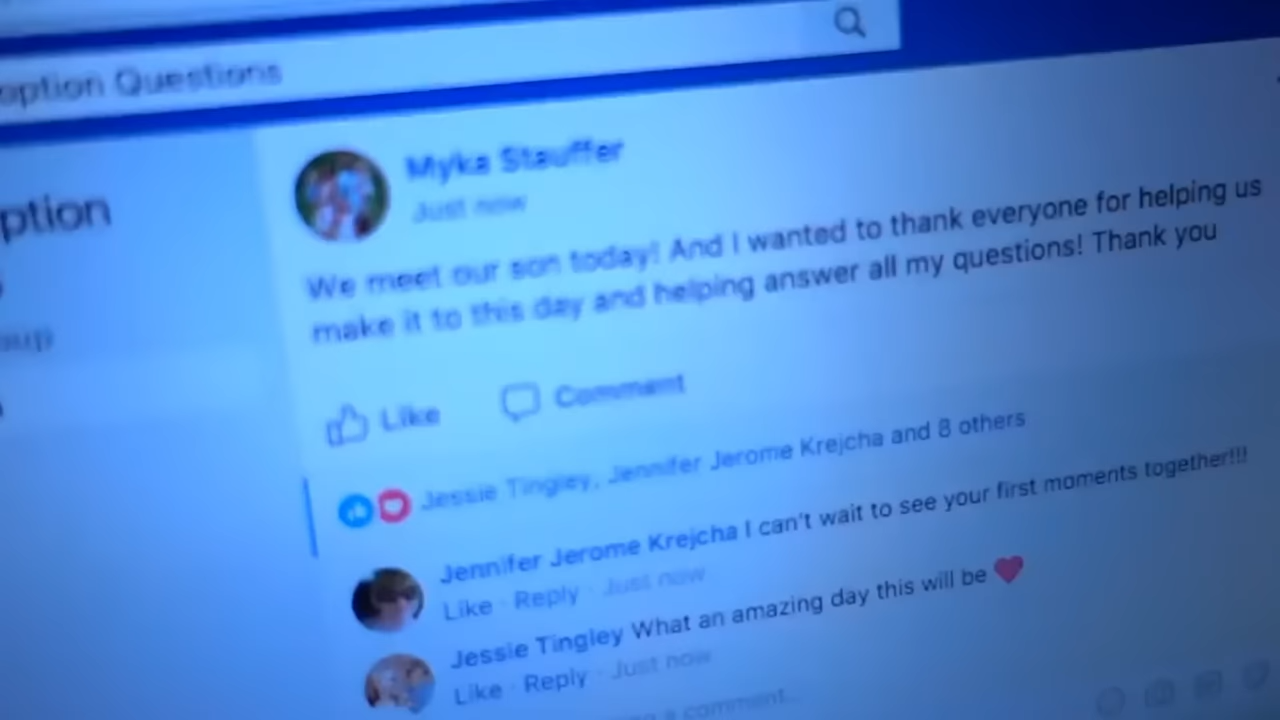 option Questions
ption
Myka Stauffer
Just now
We meet our son today! And I wanted to thank everyone for helping us
make it to this day and helping answer all my questions! Thank you
Like Comment
Jessie Tingley, Jennifer Jerome Krejcha and 8 others
Jennifer Jerome Krejcha I can't wait to see your first moments together!!!
Like · Reply · Just now
Jessie Tingley What an amazing day this will be
Like · Reply · Just now
a comment...